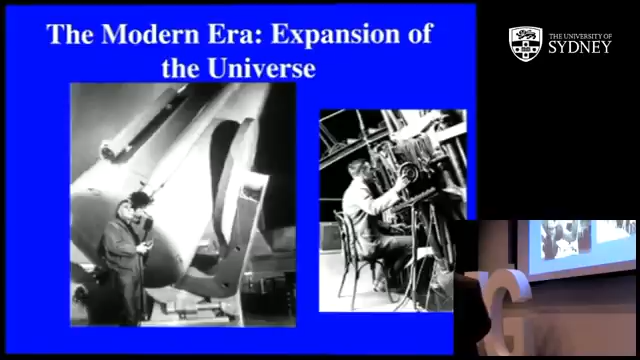 The Modern Era: Expansion of
the Universe
THE UNIVERSITY OF
SYDNEY